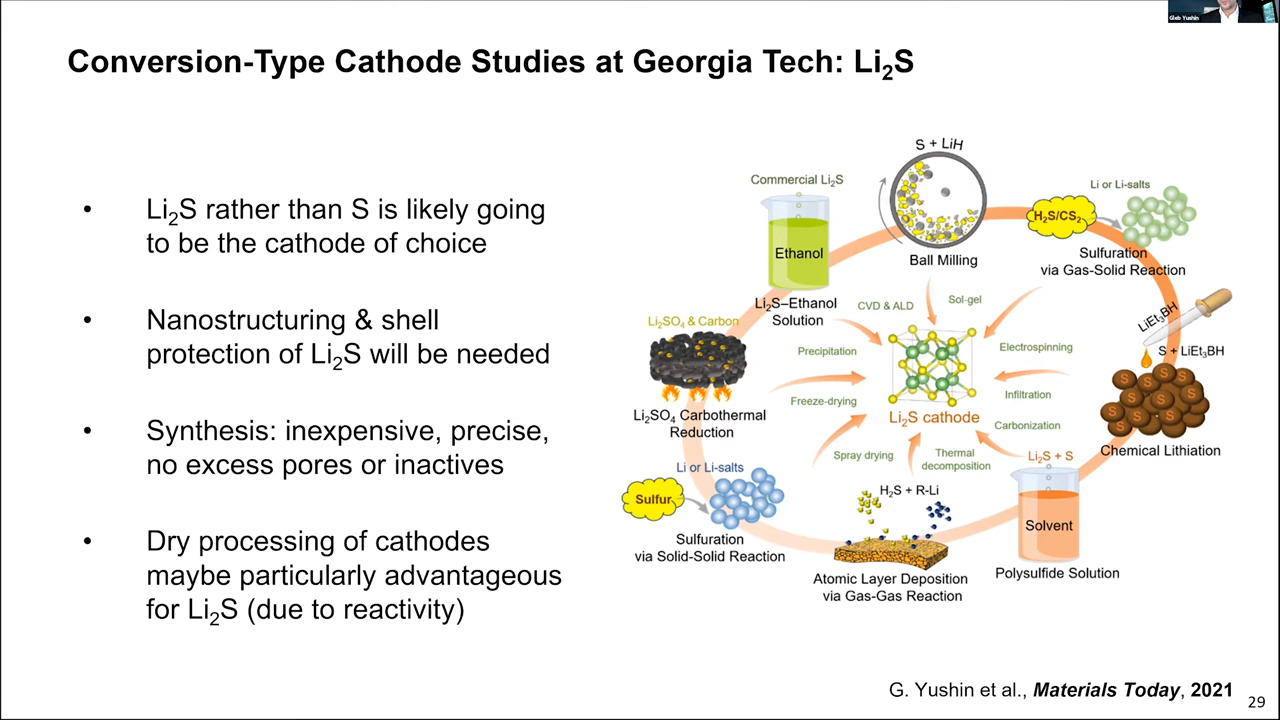 Gleb Yushin
Conversion-Type Cathode Studies at Georgia Tech: Li2S
• Li2S rather than S is likely going
to be the cathode of choice
• Nanostructuring & shell
protection of Li2S will be needed
• Synthesis: inexpensive, precise,
no excess pores or inactives
• Dry processing of cathodes
maybe particularly advantageous
for Li2S (due to reactivity)
S + LiH
Ball Milling
Commercial Li2S
Ethanol
Li2S–Ethanol
Solution
Li or Li-salts
H2S/CS2
Sulfuration
via Gas-Solid Reaction
CVD & ALD
Sol-gel
Precipitation
Electrospinning
Freeze-drying
Infiltration
Li2S cathode
Carbonization
Spray drying
Thermal
decomposition
LiEt3BH
S + LiEt3BH
S
S
S
S
S
S
S
S
Chemical Lithiation
Li2SO4 & Carbon
Li2SO4 Carbothermal
Reduction
Li or Li-salts
Sulfur
Sulfuration
via Solid-Solid Reaction
H2S + R-Li
Atomic Layer Deposition
via Gas-Gas Reaction
Li2S + S
Solvent
Polysulfide Solution
G. Yushin et al., Materials Today, 2021
29